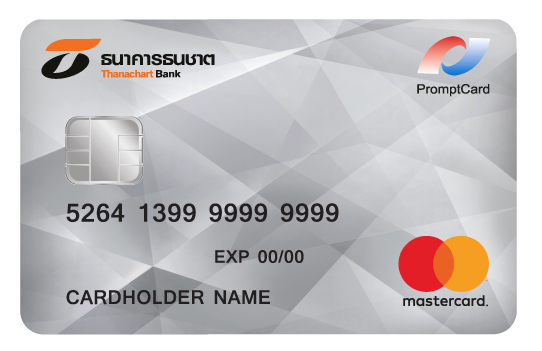 ธนาคารธนชาต
Thanachart Bank
PromptCard
5264 1399 9999 9999
EXP 00/00
CARDHOLDER NAME
mastercard.